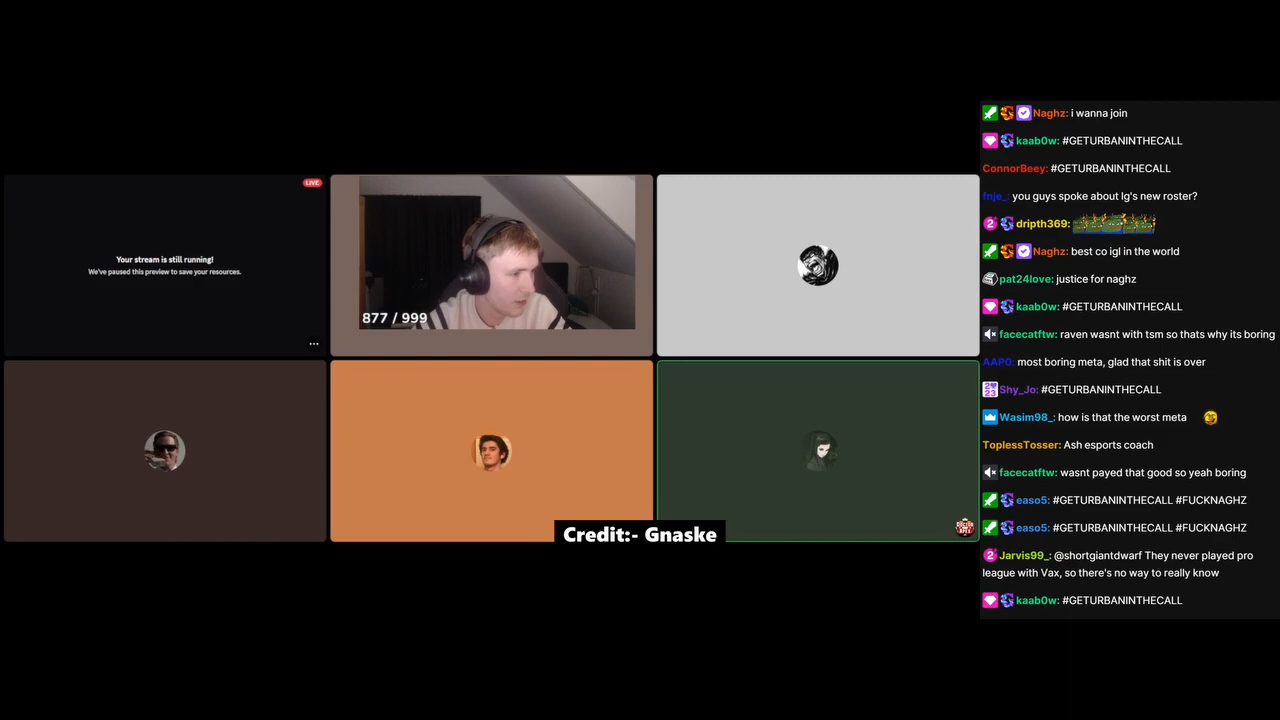 LIVE
Your stream is still running!
We've paused this preview to save your resources.
877 / 999
Credit:- Gnaske
Naghz: i wanna join
kaab0w: #GETURBANINTHECALL
ConnorBeey: #GETURBANINTHECALL
fnje_: you guys spoke about lg's new roster?
2 dripth369:
Naghz: best co igl in the world
pat24love: justice for naghz
kaab0w: #GETURBANINTHECALL
facecatftw: raven wasnt with tsm so thats why its boring
AAP0: most boring meta, glad that shit is over
Shy_Jo: #GETURBANINTHECALL
Wasim98_: how is that the worst meta
ToplessTosser: Ash esports coach
facecatftw: wasnt payed that good so yeah boring
easo5: #GETURBANINTHECALL #FUCKNAGHZ
easo5: #GETURBANINTHECALL #FUCKNAGHZ
2 Jarvis99_: @shortgiantdwarf They never played pro
league with Vax, so there's no way to really know
kaab0w: #GETURBANINTHECALL